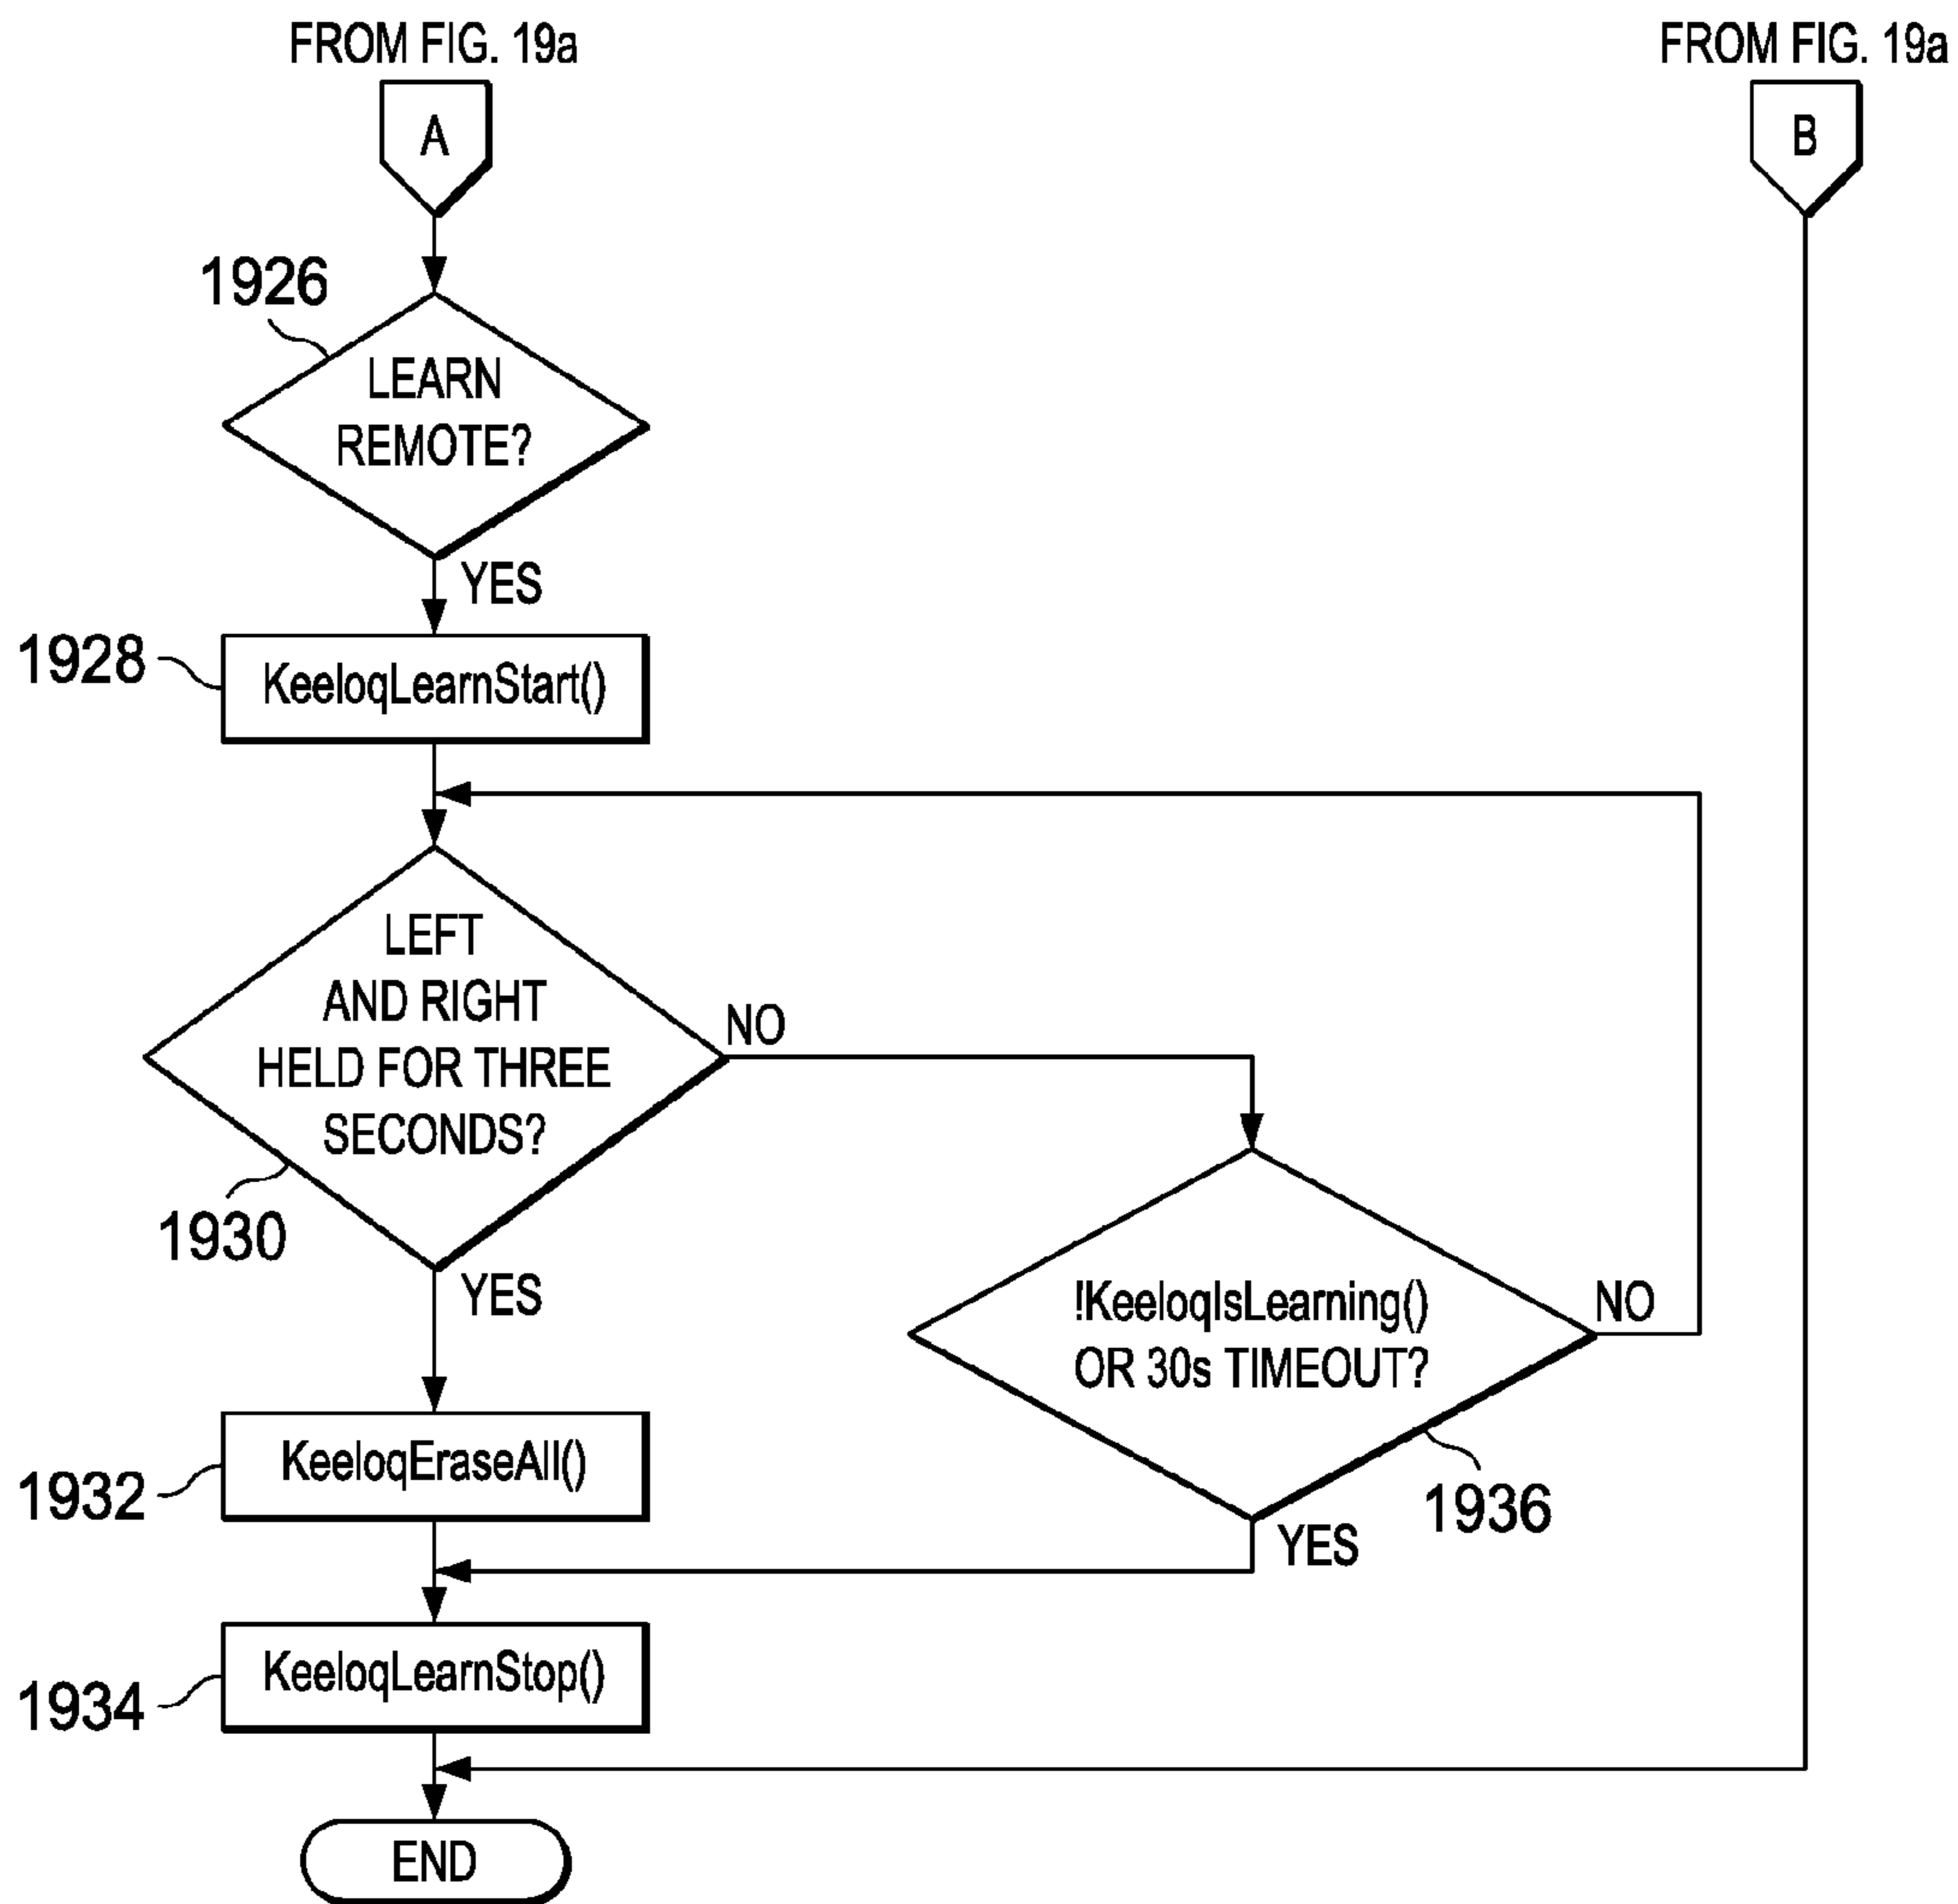 FROM FIG. 19a
FROM FIG. 19a
A
B
1926
LEARN
REMOTE?
YES
1928
KeeloqLearnStart()
LEFT
AND RIGHT
HELD FOR THREE
SECONDS?
NO
1930
YES
!KeeloqIsLearning()
OR 30s TIMEOUT?
NO
1932
KeeloqEraseAll()
1936
YES
1934
KeeloqLearnStop()
END